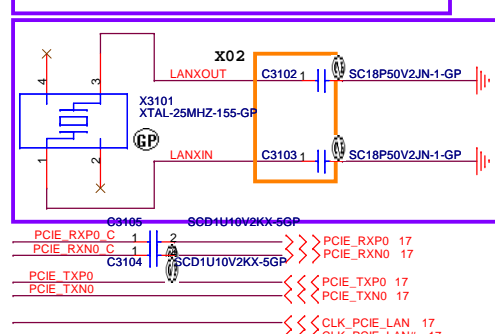 X02
4
3
LANXOUT
C3102
1
SC18P50V2JN-1-GP
X3101
XTAL-25MHZ-155-GP
GP
1
2
LANXIN
C3103
1
SC18P50V2JN-1-GP
C3105
SCD1U10V2KX-5GP
PCIE_RXP0_C
1
2
PCIE_RXP0 17
PCIE_RXN0_C
1
PCIE_RXN0 17
C3104
SCD1U10V2KX-5GP
PCIE_TXP0
PCIE_TXP0 17
PCIE_TXN0
PCIE_TXN0 17
CLK_PCIE_LAN 17